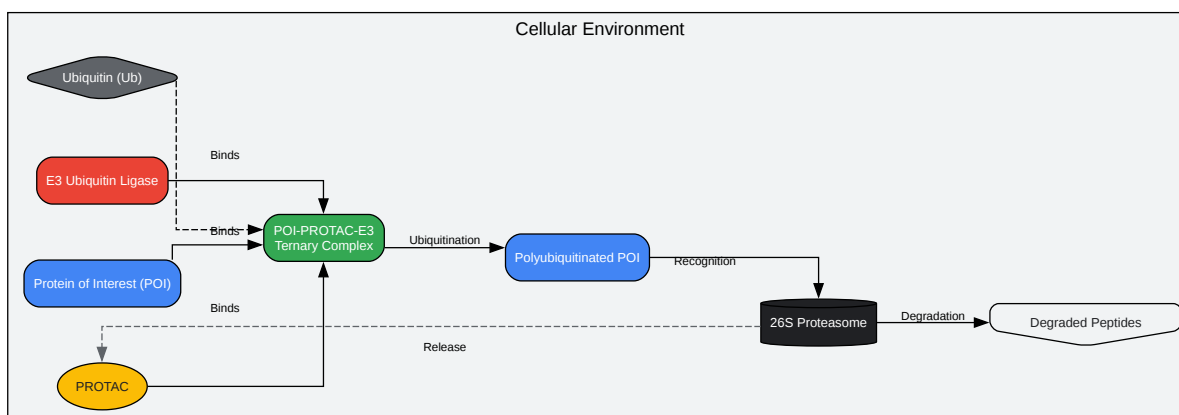 Cellular Environment
Ubiquitin (Ub)
Binds
E3 Ubiquitin Ligase
Binds
POI-PROTAC-E3
Ternary Complex
Ubiquitination
Polyubiquitinated POI
Recognition
Protein of Interest (POI)
Binds
26S Proteasome
Degradation
Degraded Peptides
Release
PROTAC